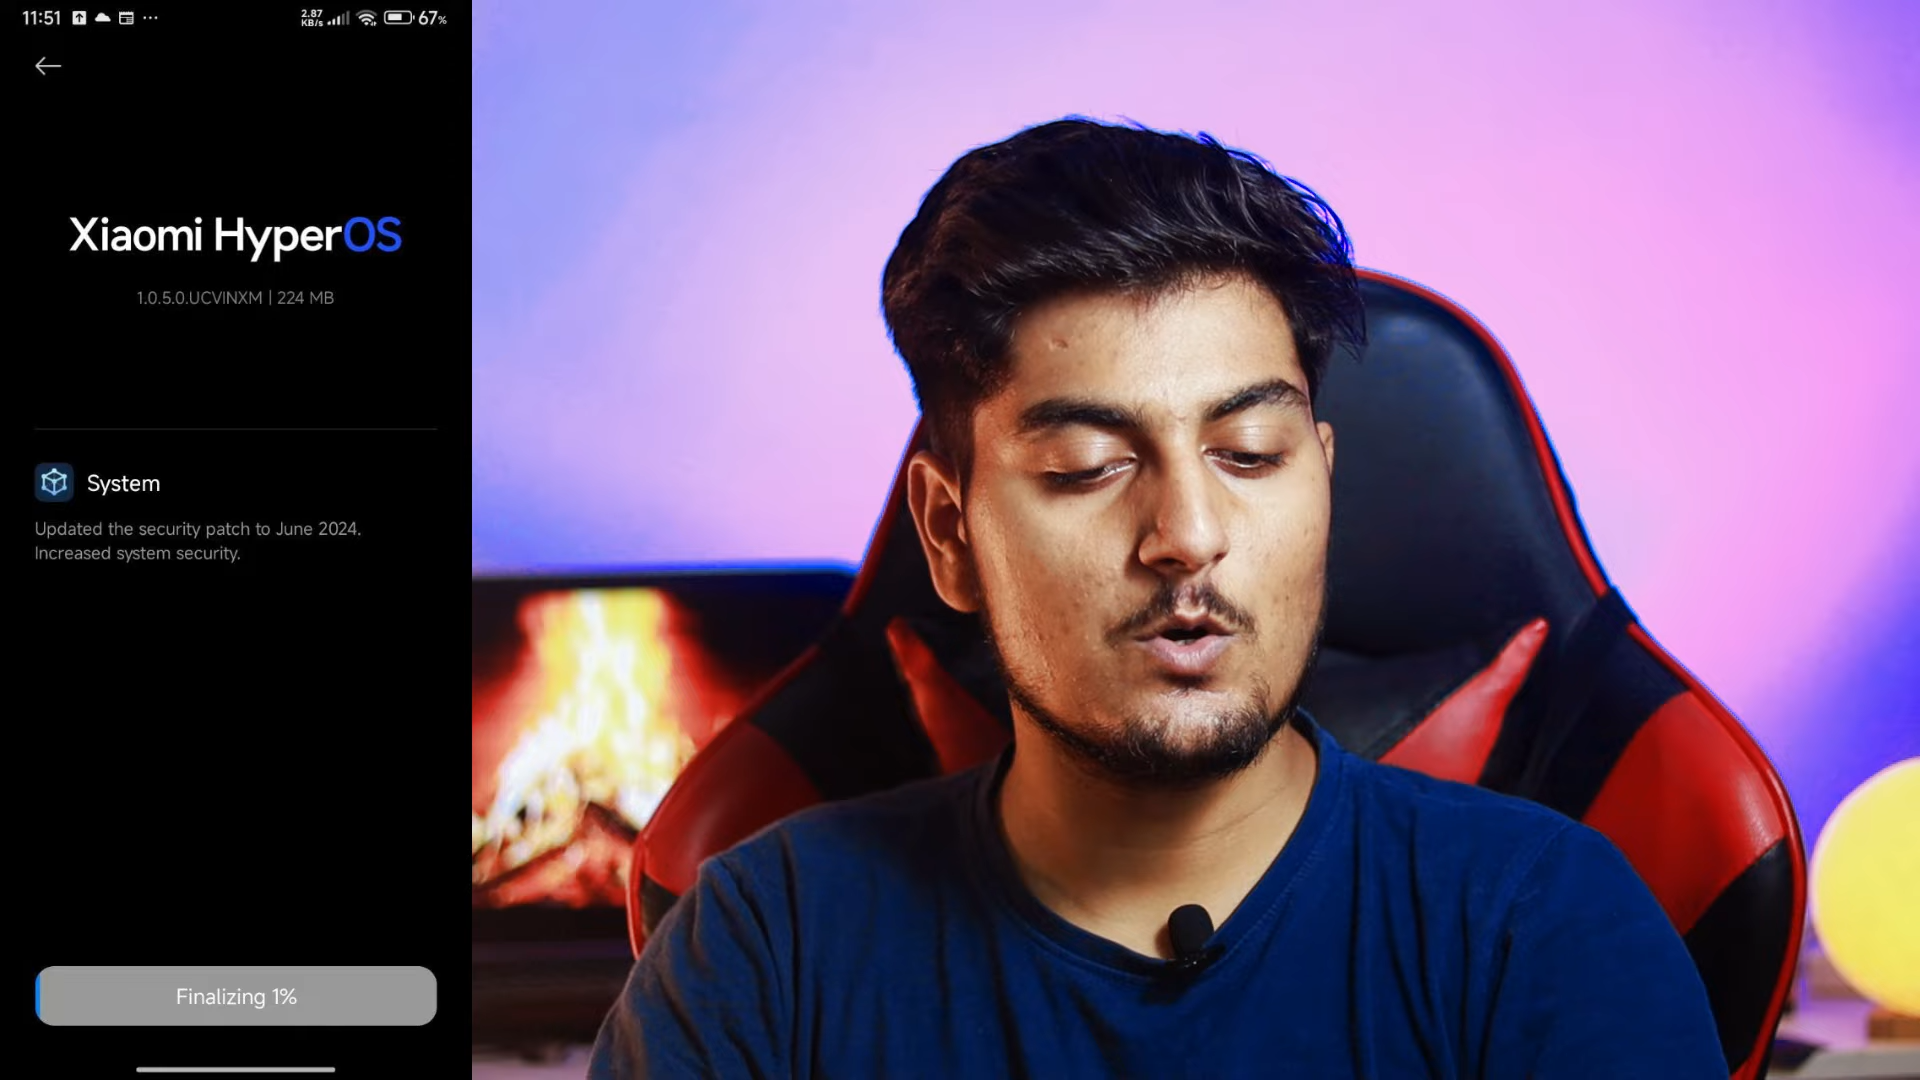 11:51
2.87 KB/s
67%
Xiaomi HyperOS
1.0.5.0.UCVINXM | 224 MB
System
Updated the security patch to June 2024.
Increased system security.
Finalizing 1%